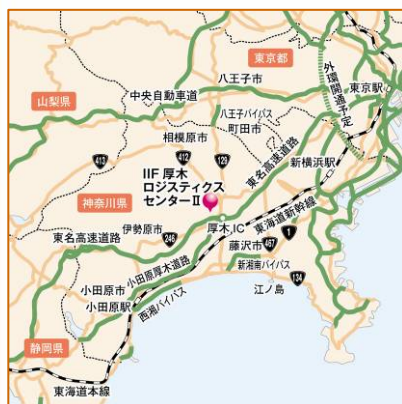 東京都
八王子市
外環開通予定
東京駅
山梨県
中央自動車道
八王子バイパス
町田市
相模原市
東名高速道路
413
412
129
新横浜駅
IIF 厚木
ロジスティクス
センターII
神奈川県
伊勢原市
246
厚木IC
東海道新幹線
1
東名高速道路
藤沢市
467
小田原厚木道路
新湘南バイパス
小田原市
江ノ島
134
小田原駅
西湘バイパス
静岡県
東海道本線